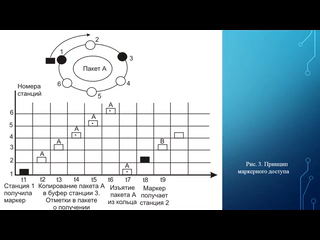 2
1
3
Пакет А
6
4
5
Номера
станций
6
5
4
3
2
1
А
А
А
А
А
В
t1 t2 t3 t4 t5 t6 t7 t8 t9
Станция 1 Копирование пакета А Изъятие Маркер
получила в буфер станции 3. пакета А получает
маркер Отметки в пакете из кольца станция 2
о получении
Рис. 3. Принцип
маркерного доступа